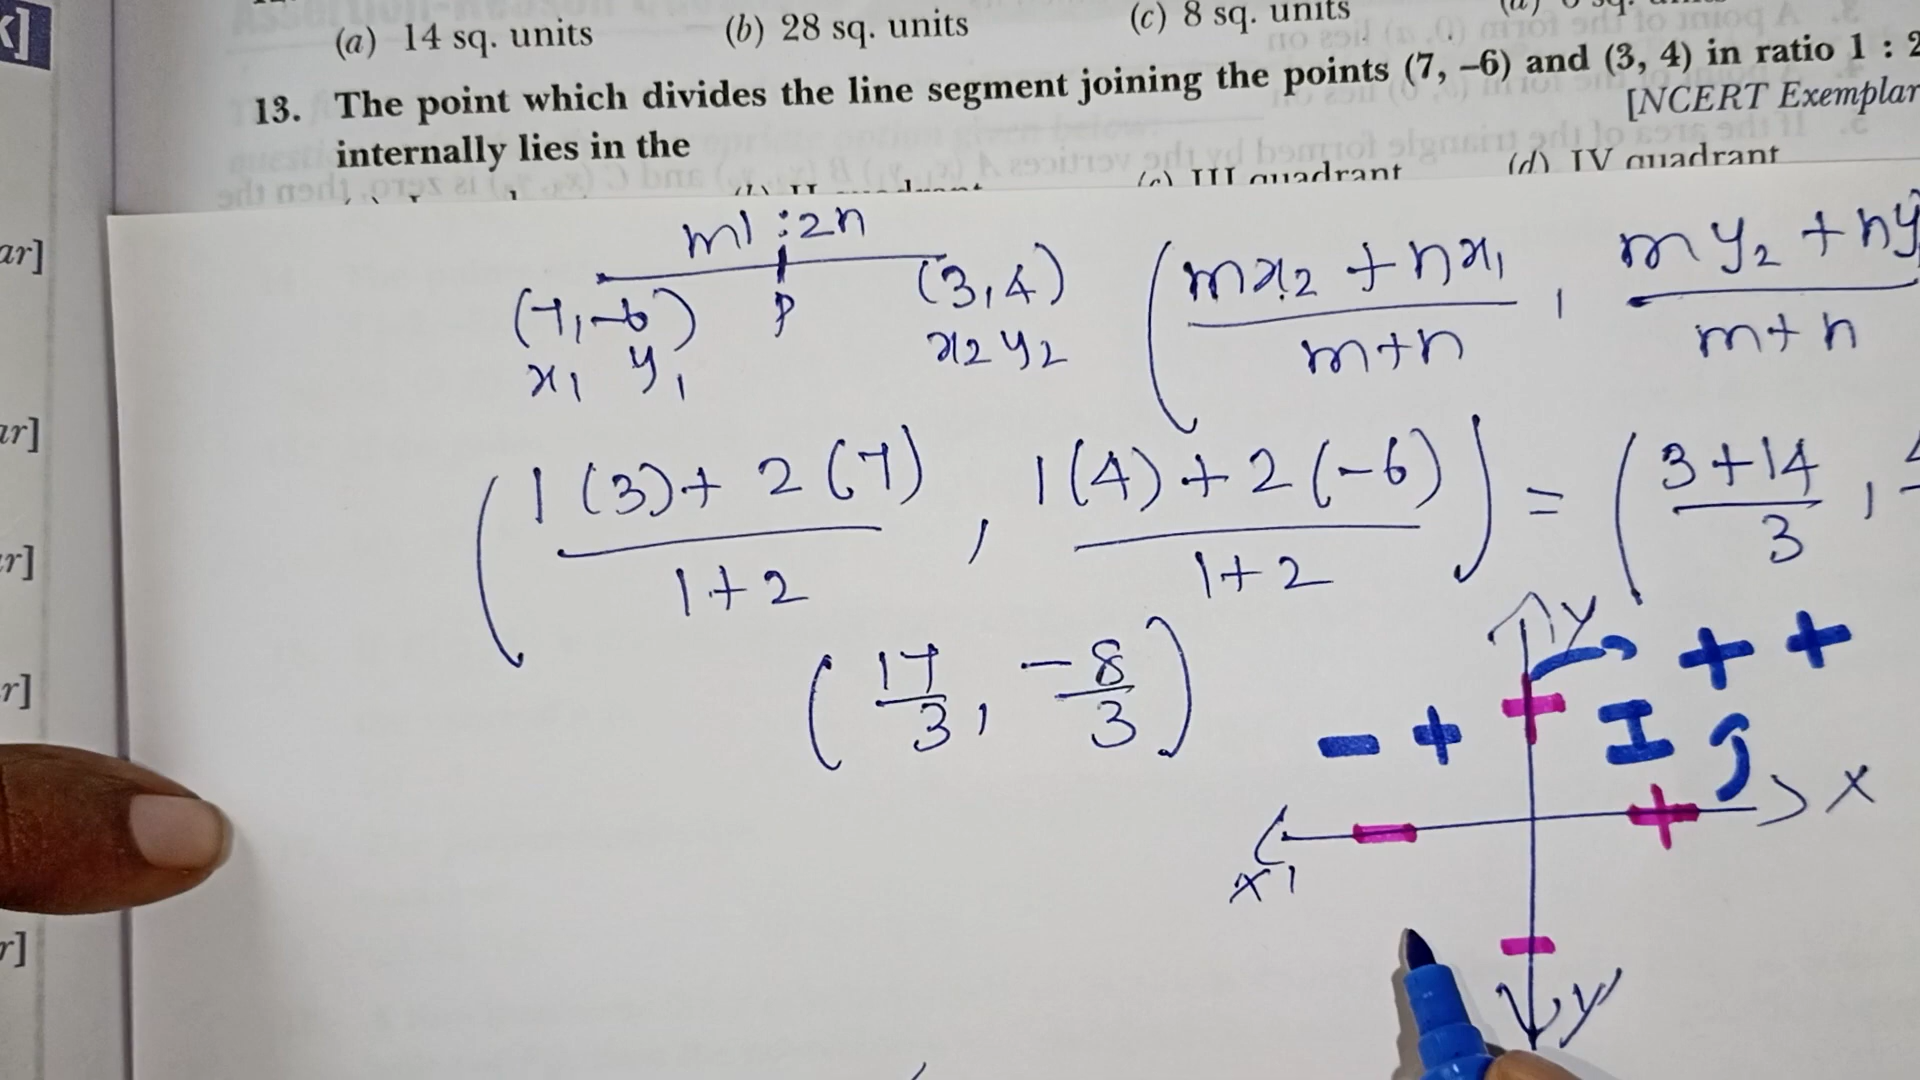 K]
(a) 14 sq. units (b) 28 sq. units (c) 8 sq. units
13. The point which divides the line segment joining the points (7, –6) and (3, 4) in ratio 1 : 2
[NCERT Exemplar
internally lies in the
(c) III quadrant (d) IV quadrant
ar]
m1 : 2n
(7,-6) P (3,4)
x1 y1 x2 y2
(mx2 + nx1 / m+n , my2 + ny / m+n
ar]
(1(3)+2(7) / 1+2 , 1(4)+2(-6) / 1+2) = (3+14 / 3 ,
r]
(17/3, -8/3)
r]
y
+ +
- + + I
x
- +
x'
-
y'
r]